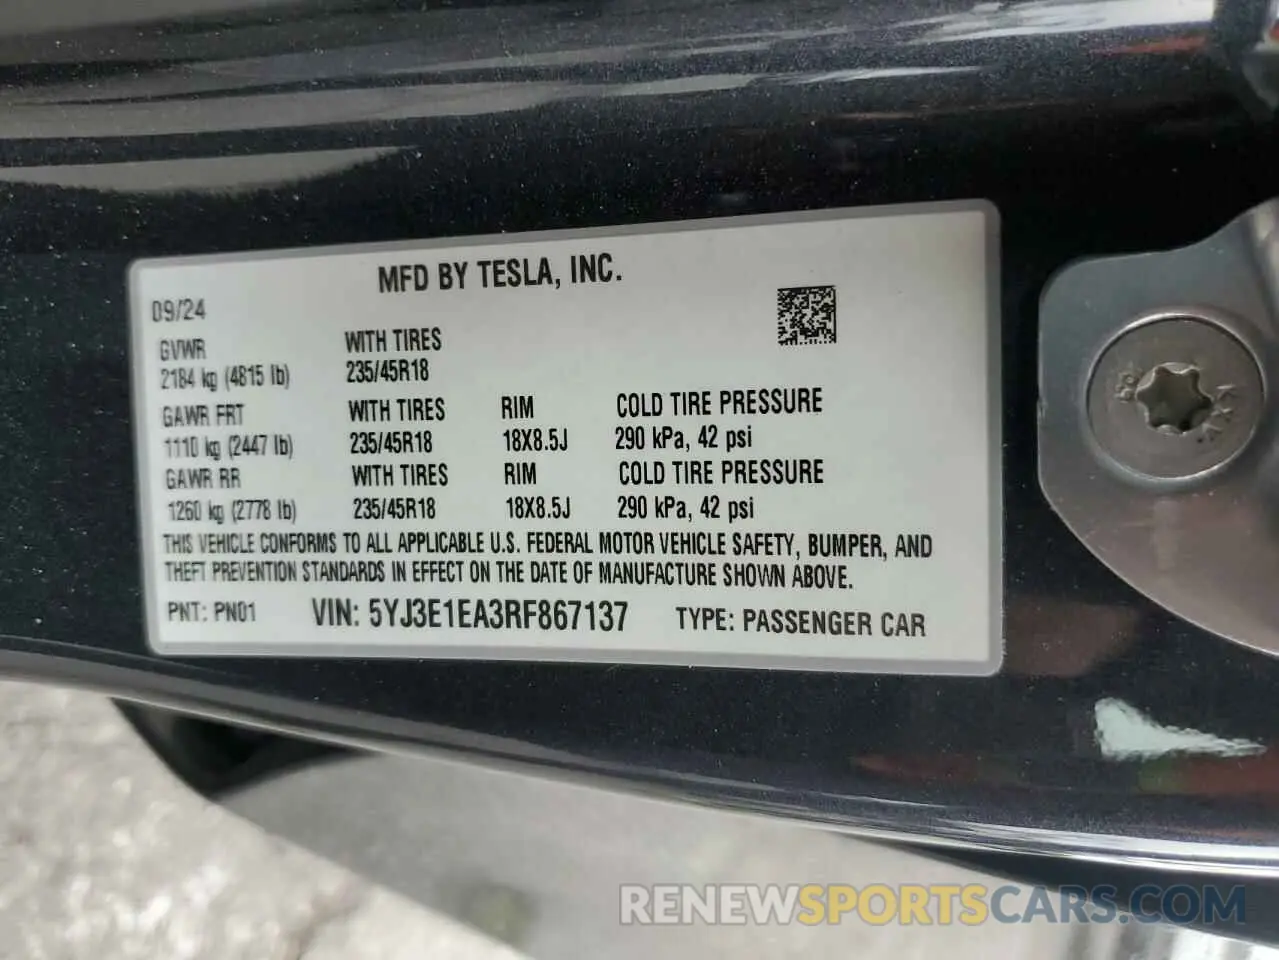 MFD BY TESLA, INC.
09/24
GVWR WITH TIRES
2184 kg (4815 lb) 235/45R18
GAWR FRT WITH TIRES RIM COLD TIRE PRESSURE
1110 kg (2447 lb) 235/45R18 18X8.5J 290 kPa, 42 psi
GAWR RR WITH TIRES RIM COLD TIRE PRESSURE
1260 kg (2778 lb) 235/45R18 18X8.5J 290 kPa, 42 psi
THIS VEHICLE CONFORMS TO ALL APPLICABLE U.S. FEDERAL MOTOR VEHICLE SAFETY, BUMPER, AND
THEFT PREVENTION STANDARDS IN EFFECT ON THE DATE OF MANUFACTURE SHOWN ABOVE.
PNT: PN01 VIN: 5YJ3E1EA3RF867137 TYPE: PASSENGER CAR
RENEWSPORTSCARS.COM